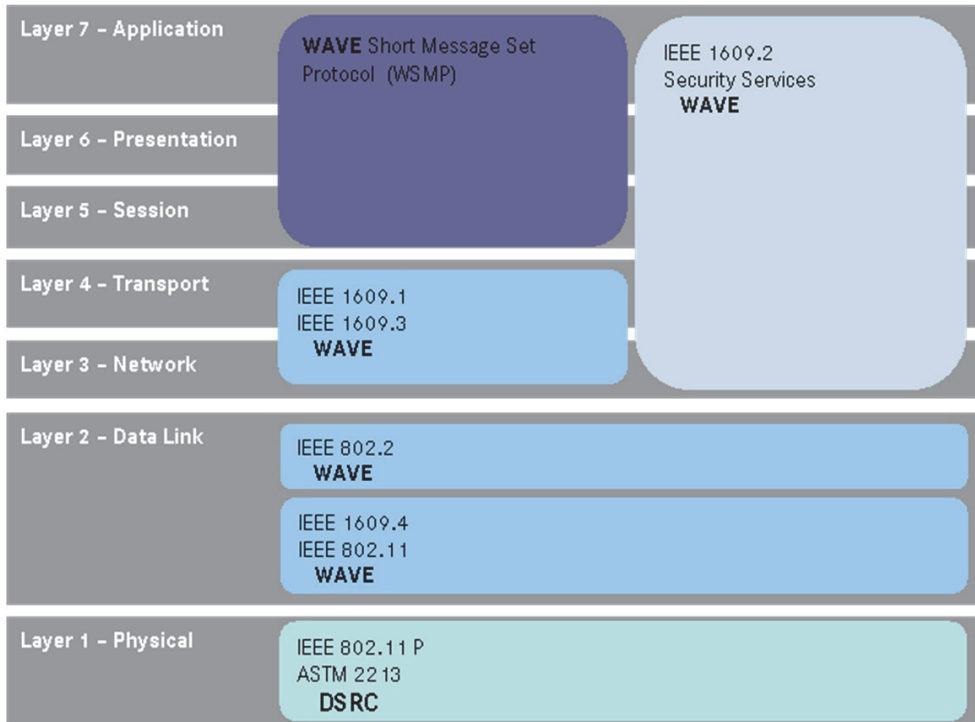 Layer 7 – Application
WAVE Short Message Set
Protocol (WSMP)
IEEE 1609.2
Security Services
WAVE
Layer 6 – Presentation
Layer 5 – Session
Layer 4 – Transport
IEEE 1609.1
IEEE 1609.3
WAVE
Layer 3 – Network
Layer 2 – Data Link
IEEE 802.2
WAVE
IEEE 1609.4
IEEE 802.11
WAVE
Layer 1 – Physical
IEEE 802.11 P
ASTM 2213
DSRC